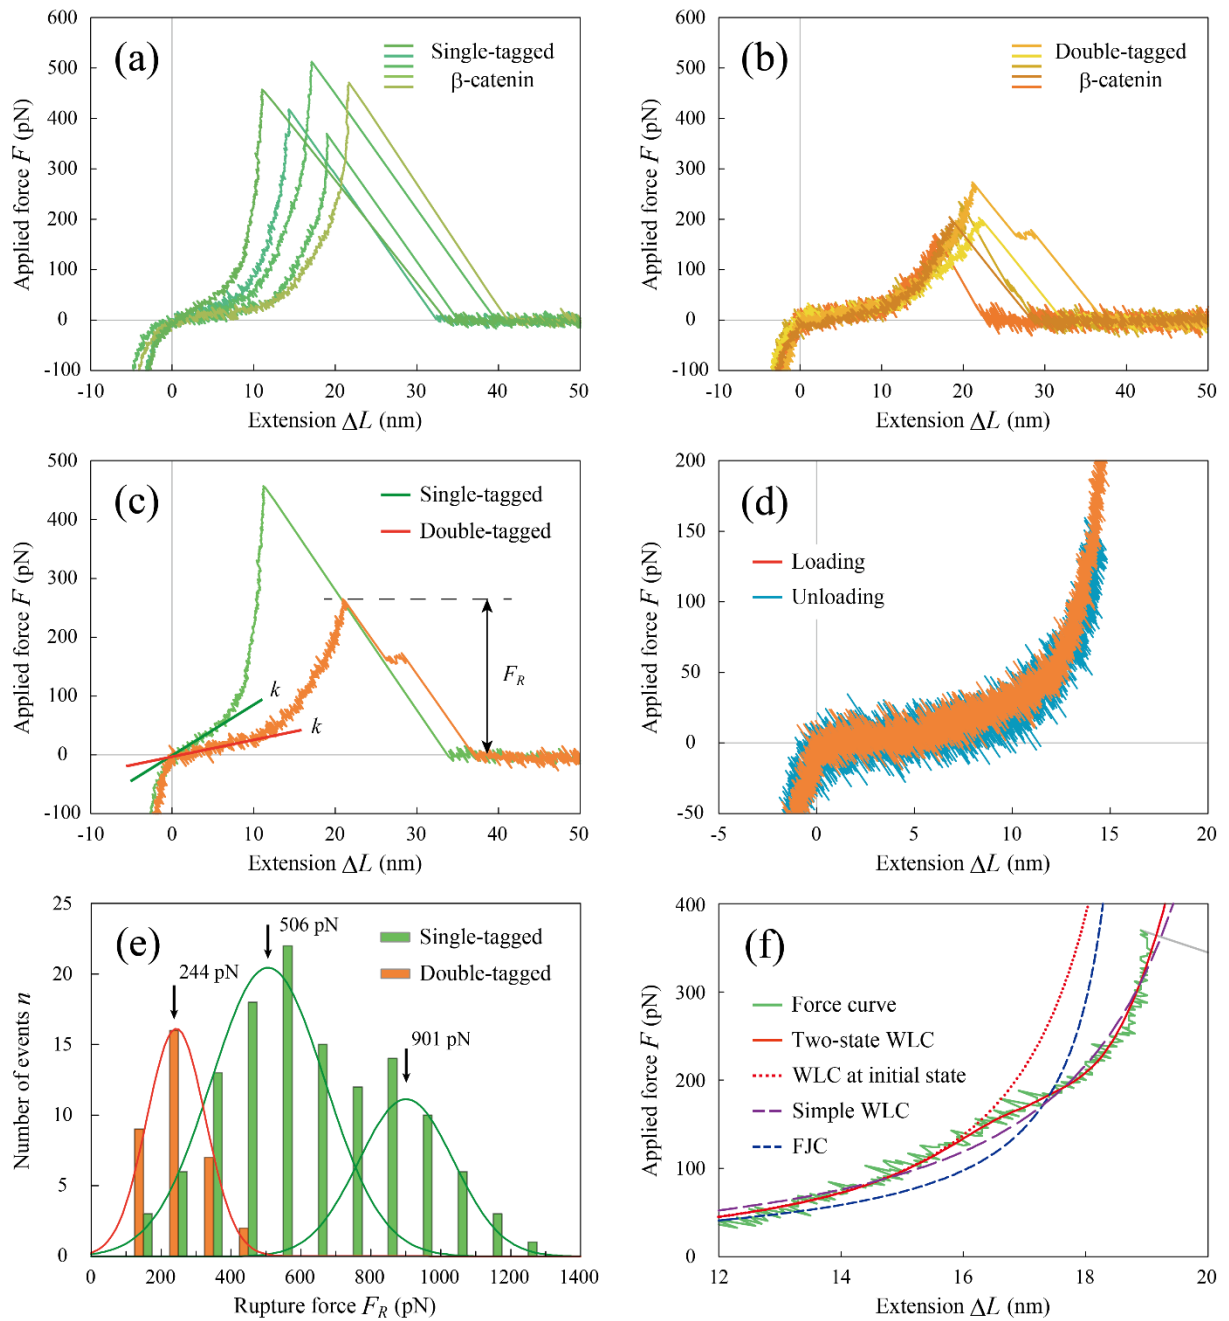 (a)
Single-tagged
β-catenin
600
500
400
300
200
100
0
-100
-10 0 10 20 30 40 50
Applied force F (pN)
Extension ΔL (nm)
(b)
Double-tagged
β-catenin
600
500
400
300
200
100
0
-100
-10 0 10 20 30 40 50
Applied force F (pN)
Extension ΔL (nm)
(c)
Single-tagged
Double-tagged
k
k
F_R
500
400
300
200
100
0
-100
-10 0 10 20 30 40 50
Applied force F (pN)
Extension ΔL (nm)
(d)
Loading
Unloading
200
150
100
50
0
-50
-5 0 5 10 15 20
Applied force F (pN)
Extension ΔL (nm)
(e)
506 pN
244 pN
901 pN
Single-tagged
Double-tagged
25
20
15
10
5
0
0 200 400 600 800 1000 1200 1400
Number of events n
Rupture force F_R (pN)
(f)
Force curve
Two-state WLC
WLC at initial state
Simple WLC
FJC
400
300
200
100
0
12 14 16 18 20
Applied force F (pN)
Extension ΔL (nm)